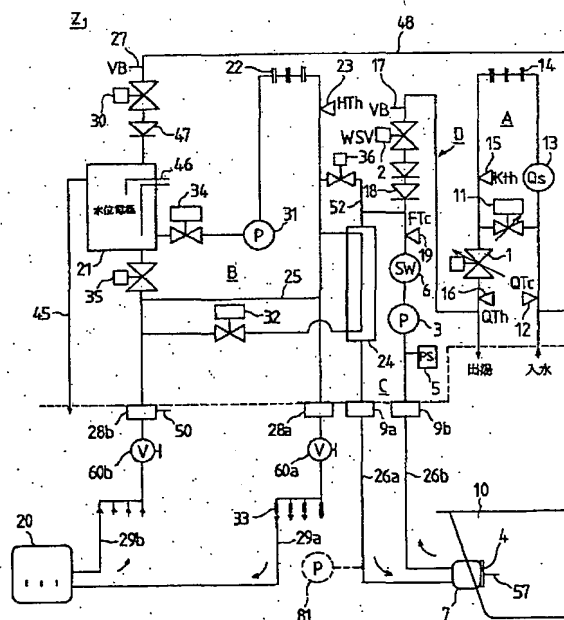 Z1
48
27
VB
30
47
46
水位電極
34
21
35
45
22
23
HTh
31
P
36
52
B
25
32
24
17
VB
WSV
2
18
FTc
19
SW
6
P
3
PS
5
D
14
A
15
Kth
13
Qs
11
1
16
QTh
QTc
12
出湯
入水
C
28b
50
28a
9a
9b
60b
V
60a
V
26a
26b
10
20
29b
33
29a
P
81
4
57
7